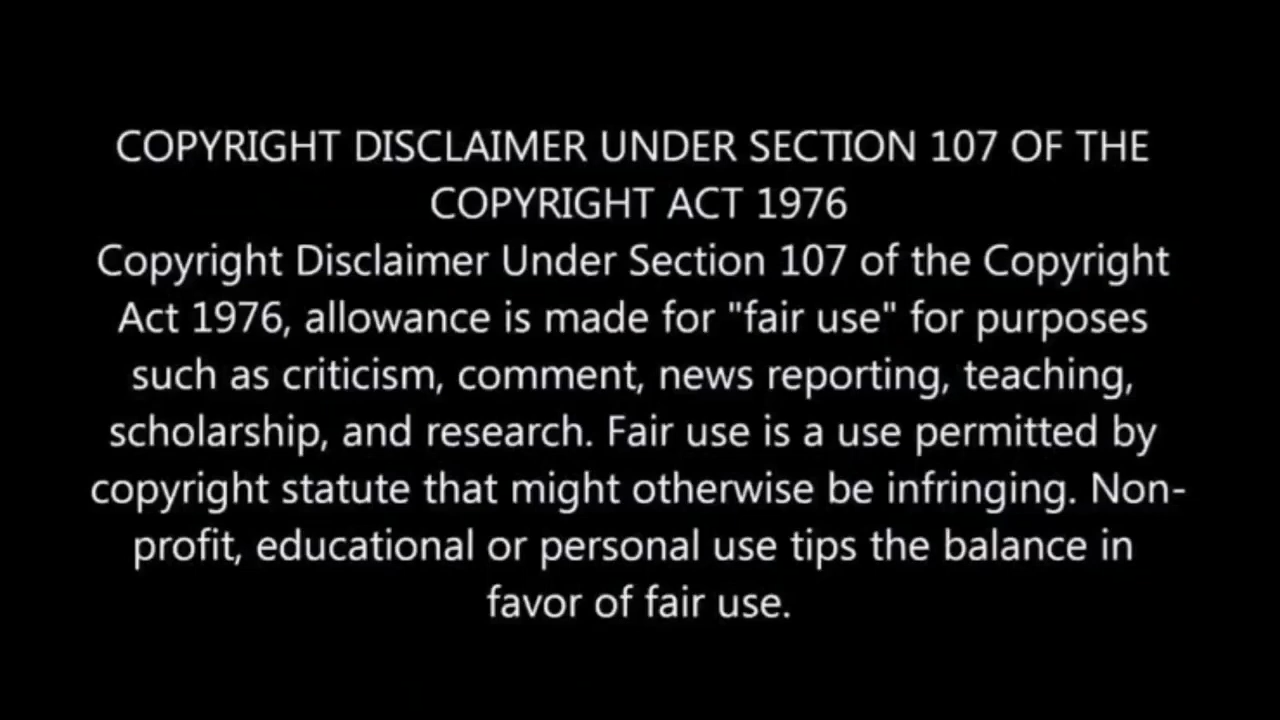 COPYRIGHT DISCLAIMER UNDER SECTION 107 OF THE
COPYRIGHT ACT 1976
Copyright Disclaimer Under Section 107 of the Copyright
Act 1976, allowance is made for "fair use" for purposes
such as criticism, comment, news reporting, teaching,
scholarship, and research. Fair use is a use permitted by
copyright statute that might otherwise be infringing. Non-
profit, educational or personal use tips the balance in
favor of fair use.